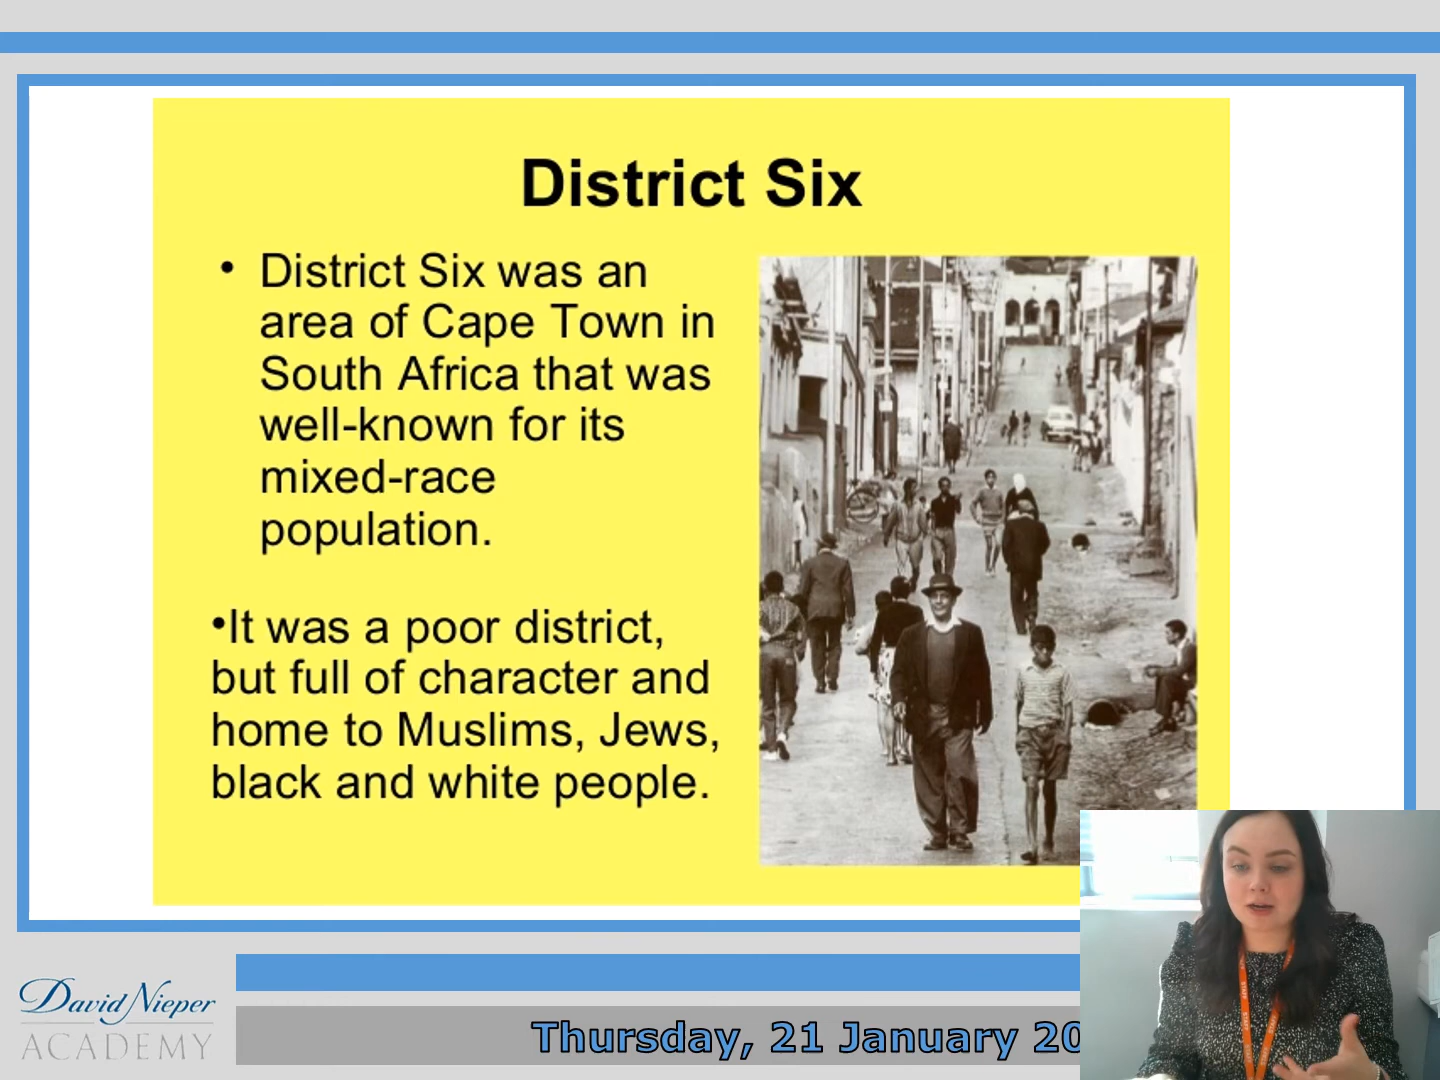 District Six
• District Six was an
area of Cape Town in
South Africa that was
well-known for its
mixed-race
population.
•It was a poor district,
but full of character and
home to Muslims, Jews,
black and white people.
David Nieper
ACADEMY
Thursday, 21 January 20